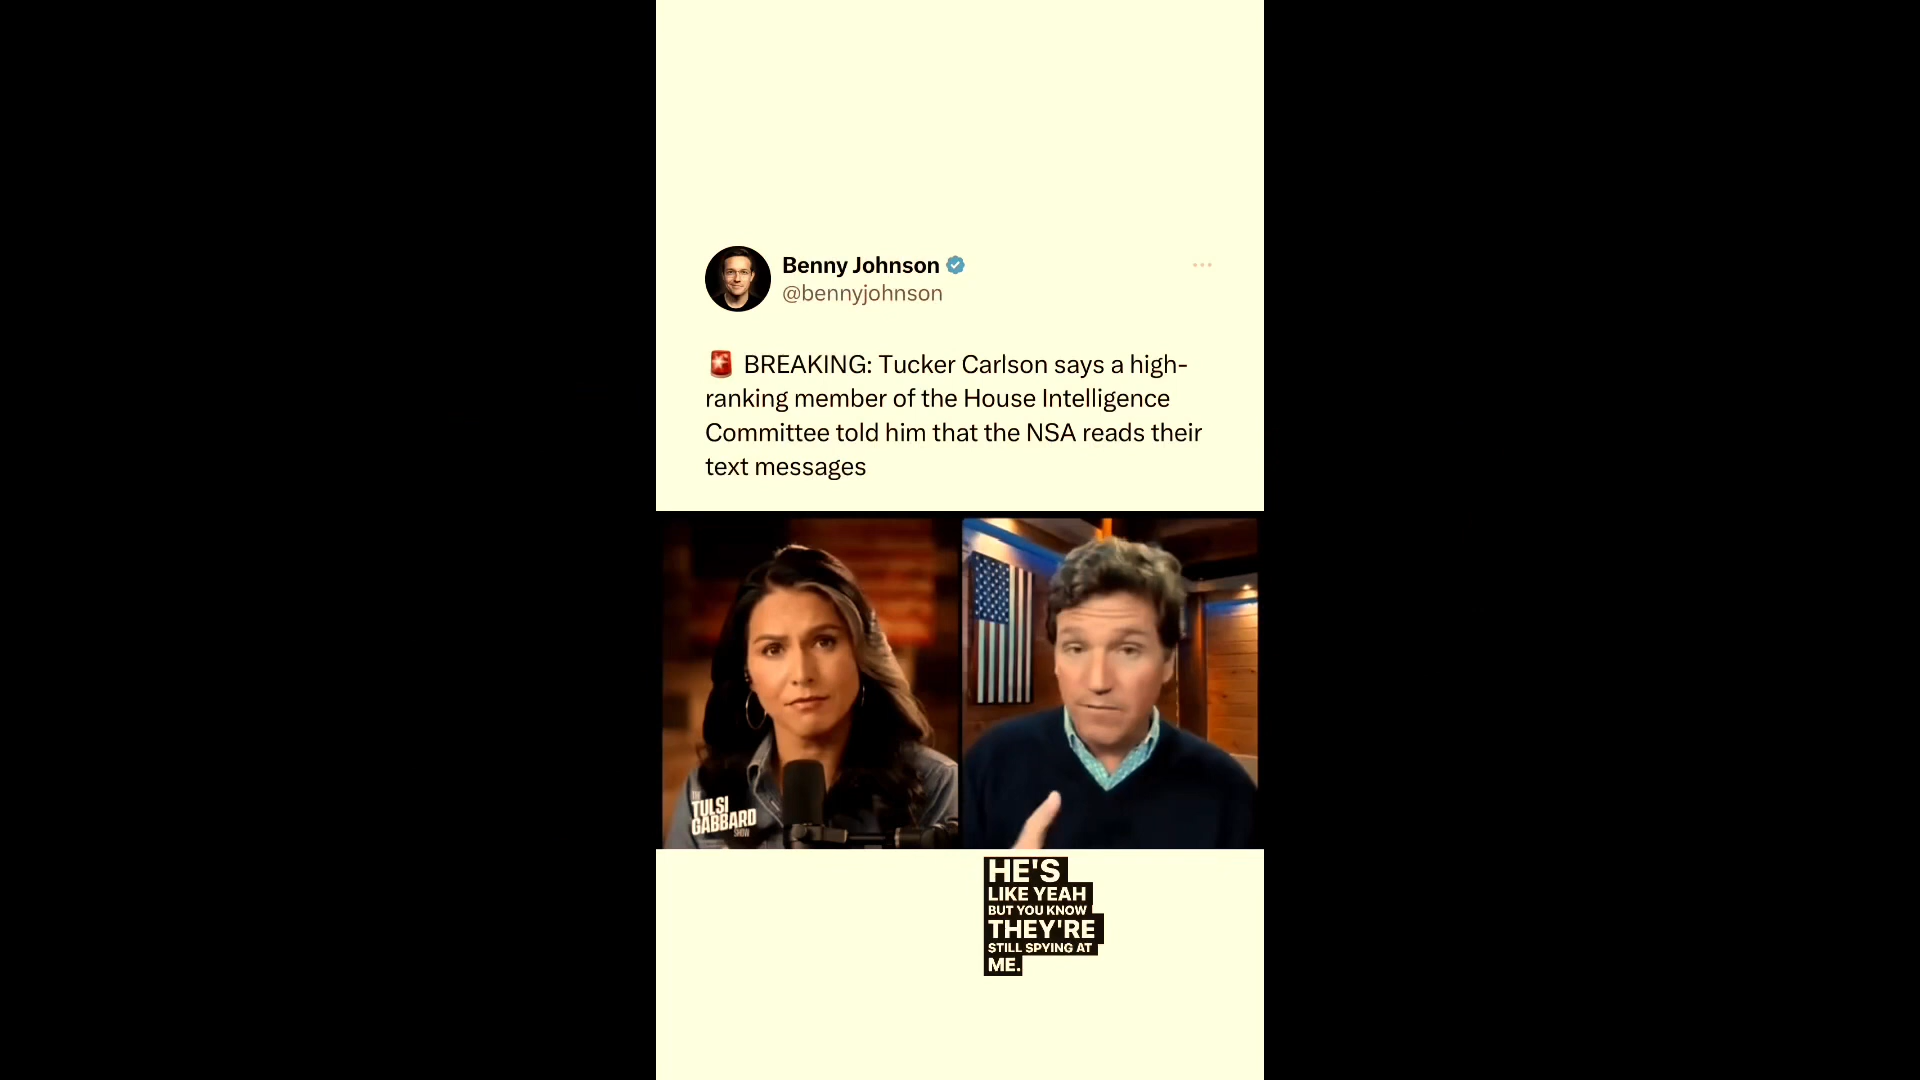 Benny Johnson
@bennyjohnson
🚨 BREAKING: Tucker Carlson says a high-
ranking member of the House Intelligence
Committee told him that the NSA reads their
text messages
THE
TULSI
GABBARD
SHOW
HE'S
LIKE YEAH
BUT YOU KNOW
THEY'RE
STILL SPYING AT
ME.